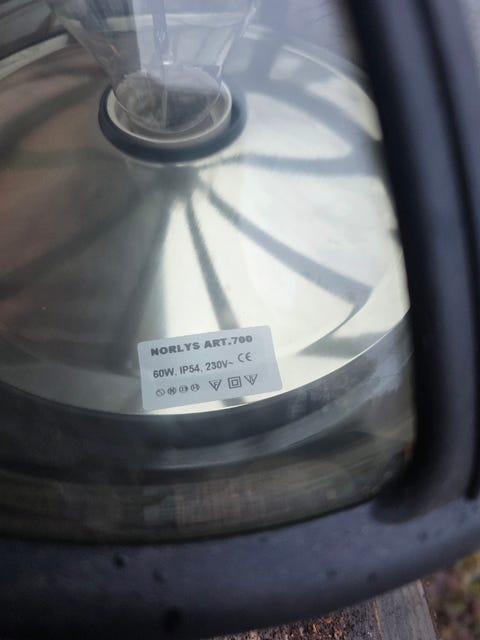 NORLYS ART.700
60W, IP54, 230V~ CE